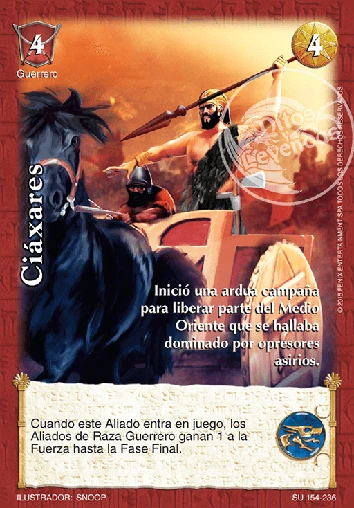 4
4
Guerrero
Ciáxares
Inició una ardua campaña
para liberar parte del Medio
Oriente que se hallaba
dominado por opresores
asirios.
Cuando este Aliado entra en juego, los
Aliados de Raza Guerrero ganan 1 a la
Fuerza hasta la Fase Final.
ILUSTRADOR: SNOOP
SU 154-236